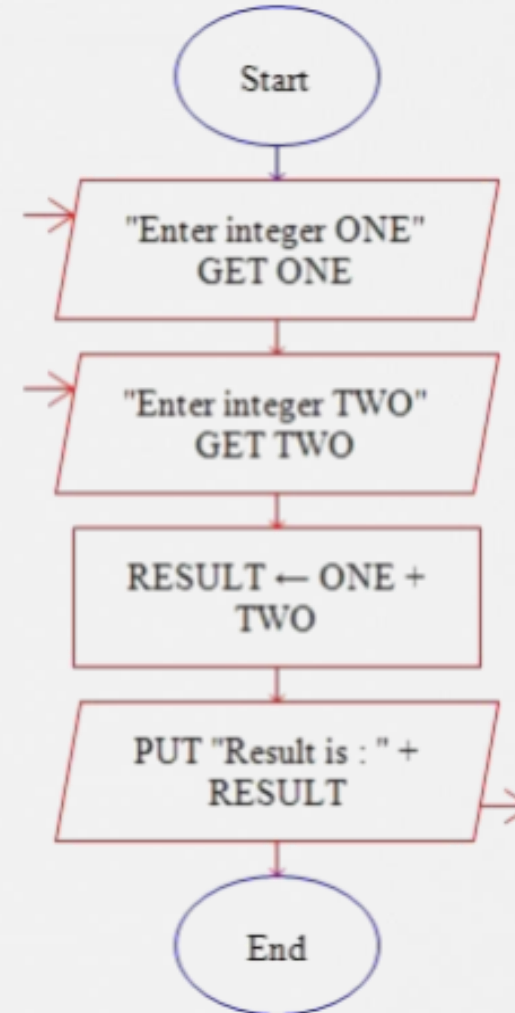 Start
"Enter integer ONE"
GET ONE
"Enter integer TWO"
GET TWO
RESULT ← ONE +
TWO
PUT "Result is : " +
RESULT
End